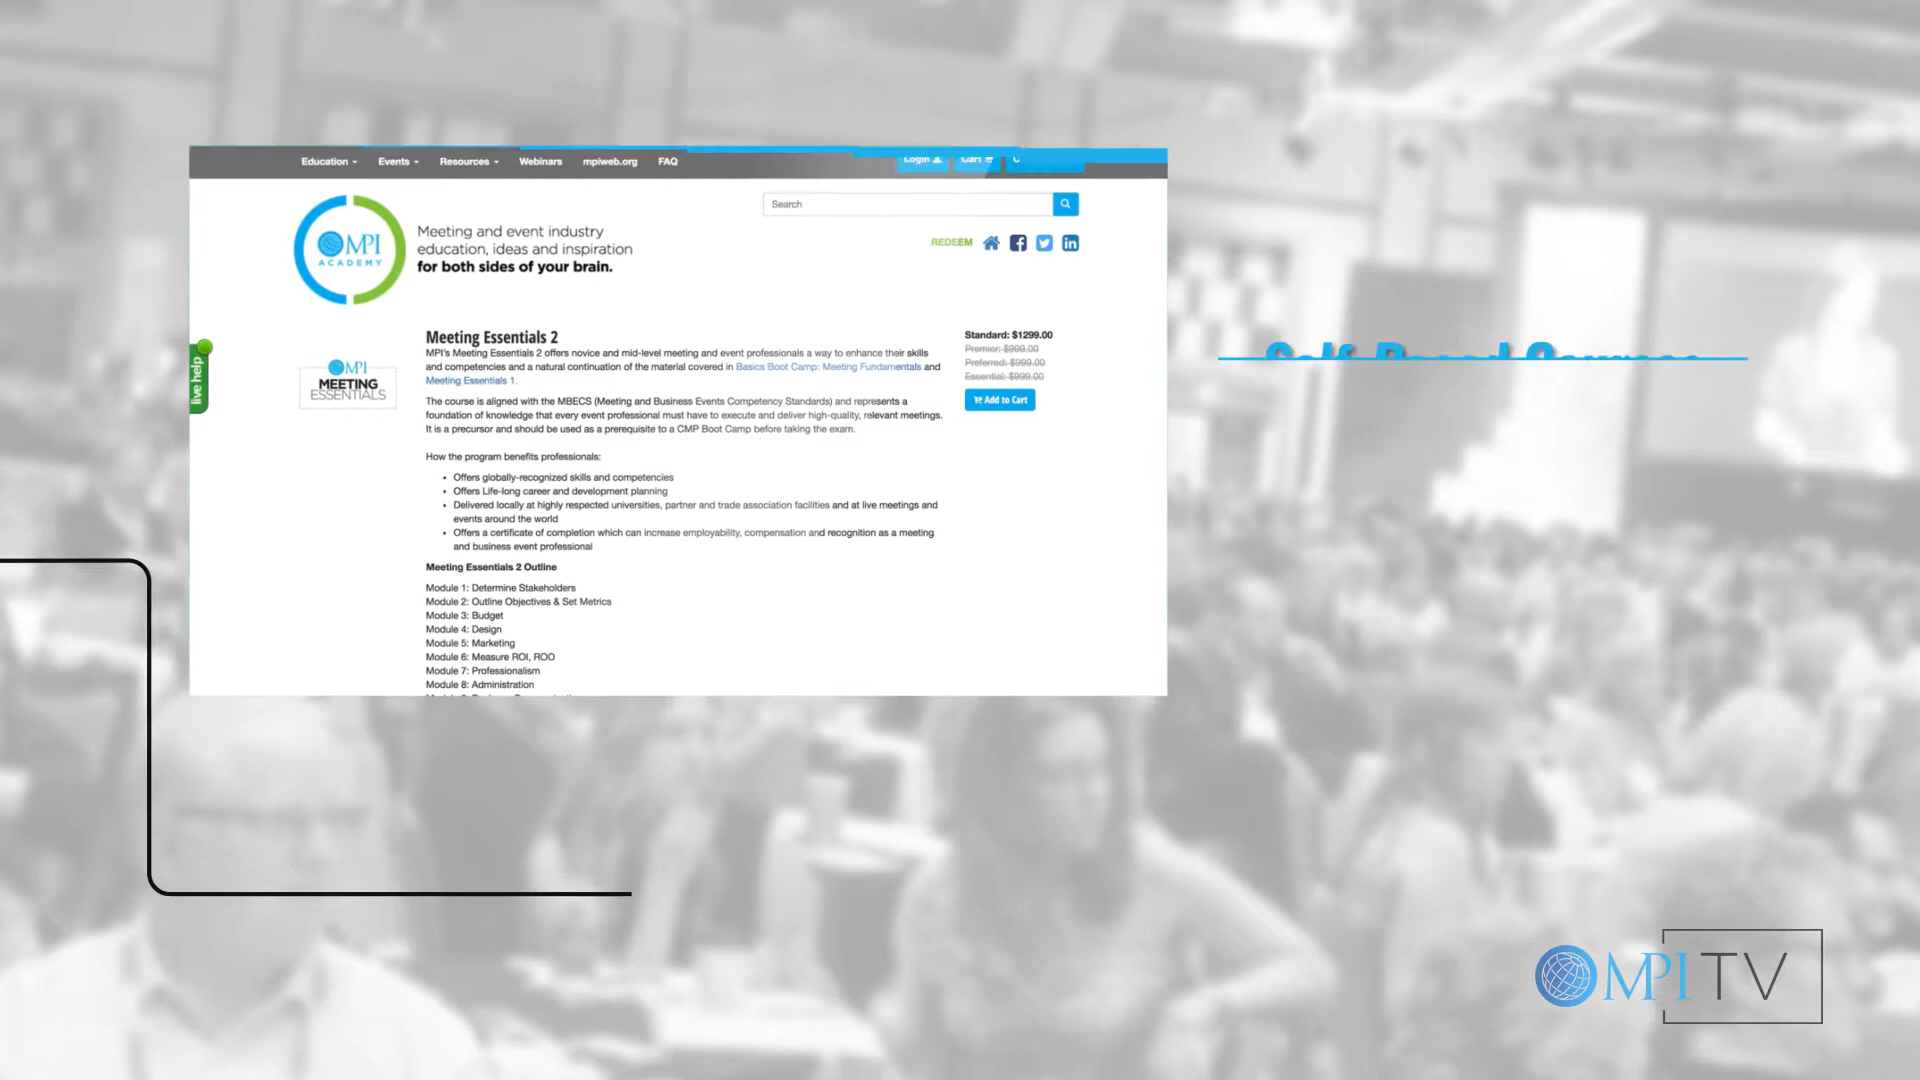 Education
Events
Resources
Webinars
mpiweb.org
FAQ
Login
Cart
Search
MPI
ACADEMY
Meeting and event industry
education, ideas and inspiration
for both sides of your brain.
REDEEM
live help
MPI
MEETING
ESSENTIALS
Meeting Essentials 2
MPI's Meeting Essentials 2 offers novice and mid-level meeting and event professionals a way to enhance their skills
and competencies and a natural continuation of the material covered in Basics Boot Camp: Meeting Fundamentals and
Meeting Essentials 1.
The course is aligned with the MBECS (Meeting and Business Events Competency Standards) and represents a
foundation of knowledge that every event professional must have to execute and deliver high-quality, relevant meetings.
It is a precursor and should be used as a prerequisite to a CMP Boot Camp before taking the exam.
How the program benefits professionals:
• Offers globally-recognized skills and competencies
• Offers Life-long career and development planning
• Delivered locally at highly respected universities, partner and trade association facilities and at live meetings and
events around the world
• Offers a certificate of completion which can increase employability, compensation and recognition as a meeting
and business event professional
Meeting Essentials 2 Outline
Module 1: Determine Stakeholders
Module 2: Outline Objectives & Set Metrics
Module 3: Budget
Module 4: Design
Module 5: Marketing
Module 6: Measure ROI, ROO
Module 7: Professionalism
Module 8: Administration
Standard: $1299.00
Premier: $999.00
Preferred: $999.00
Essential: $999.00
Add to Cart
Self-Paced Courses
MPI TV